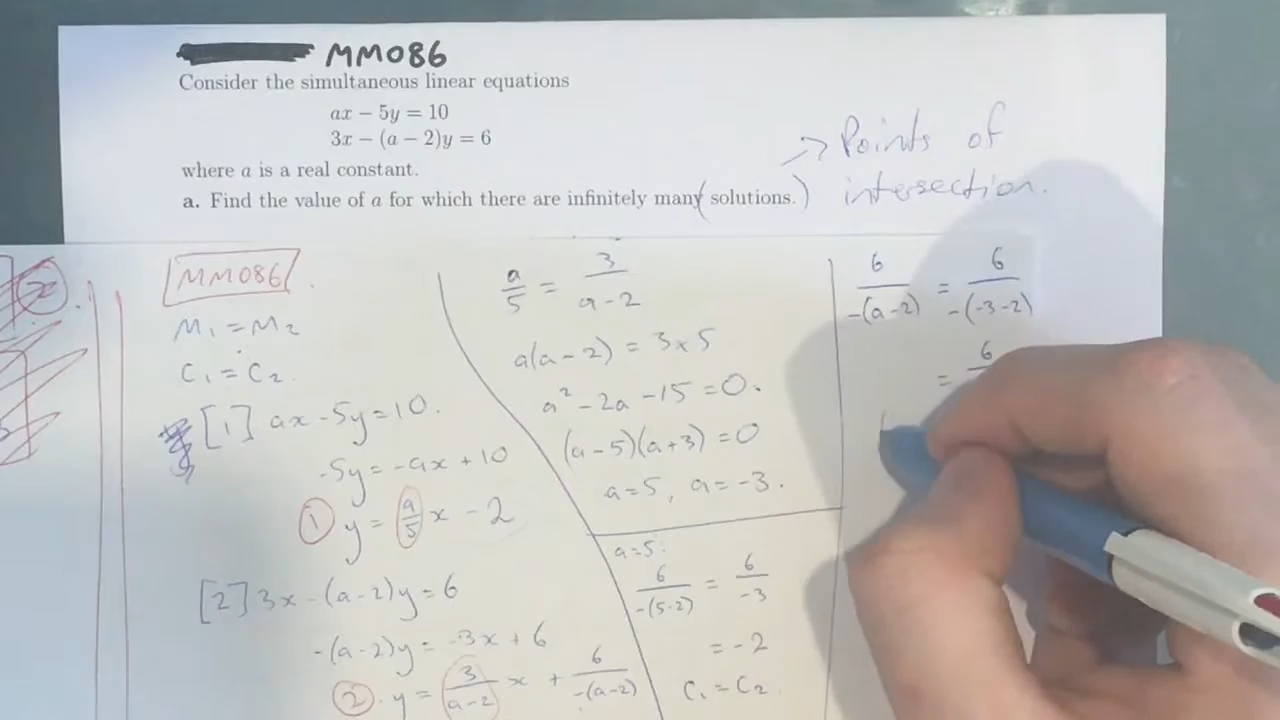 MM086
Consider the simultaneous linear equations
ax − 5y = 10
3x − (a − 2)y = 6
where a is a real constant.
a. Find the value of a for which there are infinitely many (solutions.)
→ Points of
intersection.
x
MM086
M₁ = M₂
C₁ = C₂.
[1] ax - 5y = 10.
-5y = -ax + 10
① y = a/5 x - 2
[2] 3x - (a-2)y = 6
-(a-2)y = -3x + 6
②. y = 3/(a-2) x + 6/-(a-2)
a/5 = 3/(a-2)
a(a-2) = 3×5
a² - 2a - 15 = 0.
(a-5)(a+3) = 0
a=5, a=-3.
a=5:
6/-(5-2) = 6/-3
= -2
C₁ = C₂
6/-(a-2) = 6/-(-3-2)
= 6